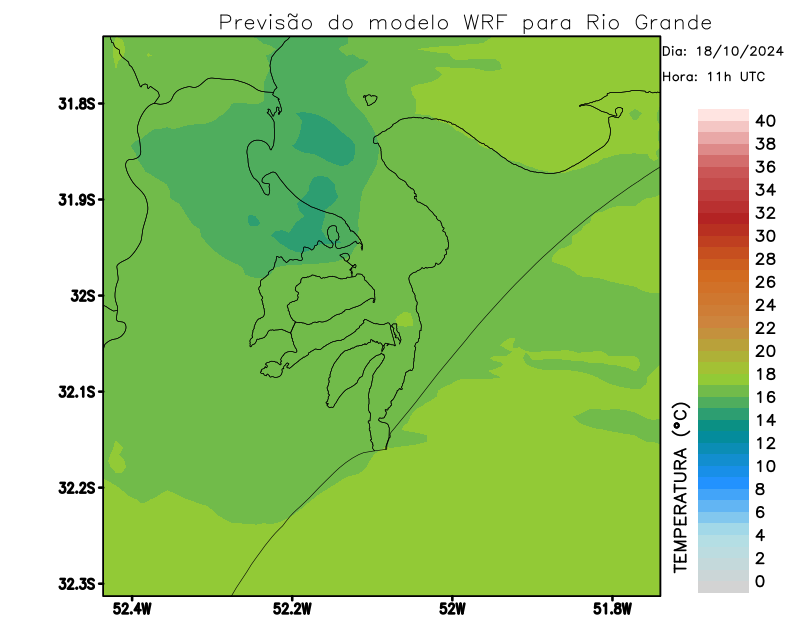 Previsão do modelo WRF para Rio Grande
Dia: 18/10/2024
Hora: 11h UTC
31.8S
31.9S
32S
32.1S
32.2S
32.3S
52.4W
52.2W
52W
51.8W
TEMPERATURA (°C)
40
38
36
34
32
30
28
26
24
22
20
18
16
14
12
10
8
6
4
2
0